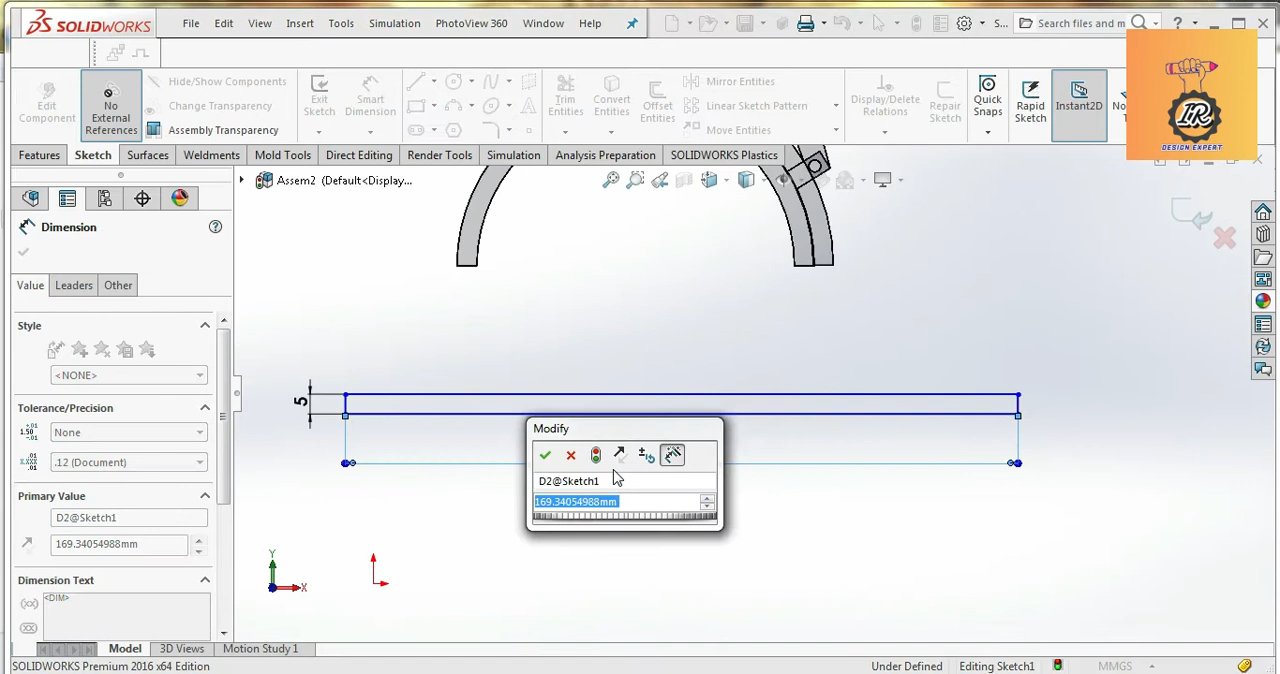 SOLIDWORKS
File Edit View Insert Tools Simulation PhotoView 360 Window Help
S...
Search files and m
?
Edit Component
No External References
Hide/Show Components
Change Transparency
Assembly Transparency
Exit Sketch
Smart Dimension
Trim Entities
Convert Entities
Offset Entities
Mirror Entities
Linear Sketch Pattern
Move Entities
Display/Delete Relations
Repair Sketch
Quick Snaps
Rapid Sketch
Instant2D
No
IR
DESIGN EXPERT
Features Sketch Surfaces Weldments Mold Tools Direct Editing Render Tools Simulation Analysis Preparation SOLIDWORKS Plastics
Assem2 (Default<Display...
Dimension
?
Value Leaders Other
Style
<NONE>
Tolerance/Precision
None
.12 (Document)
Primary Value
D2@Sketch1
169.34054988mm
Dimension Text
<DIM>
5
Modify
D2@Sketch1
169.34054988mm
Y
X
Model 3D Views Motion Study 1
SOLIDWORKS Premium 2016 x64 Edition
Under Defined
Editing Sketch1
MMGS